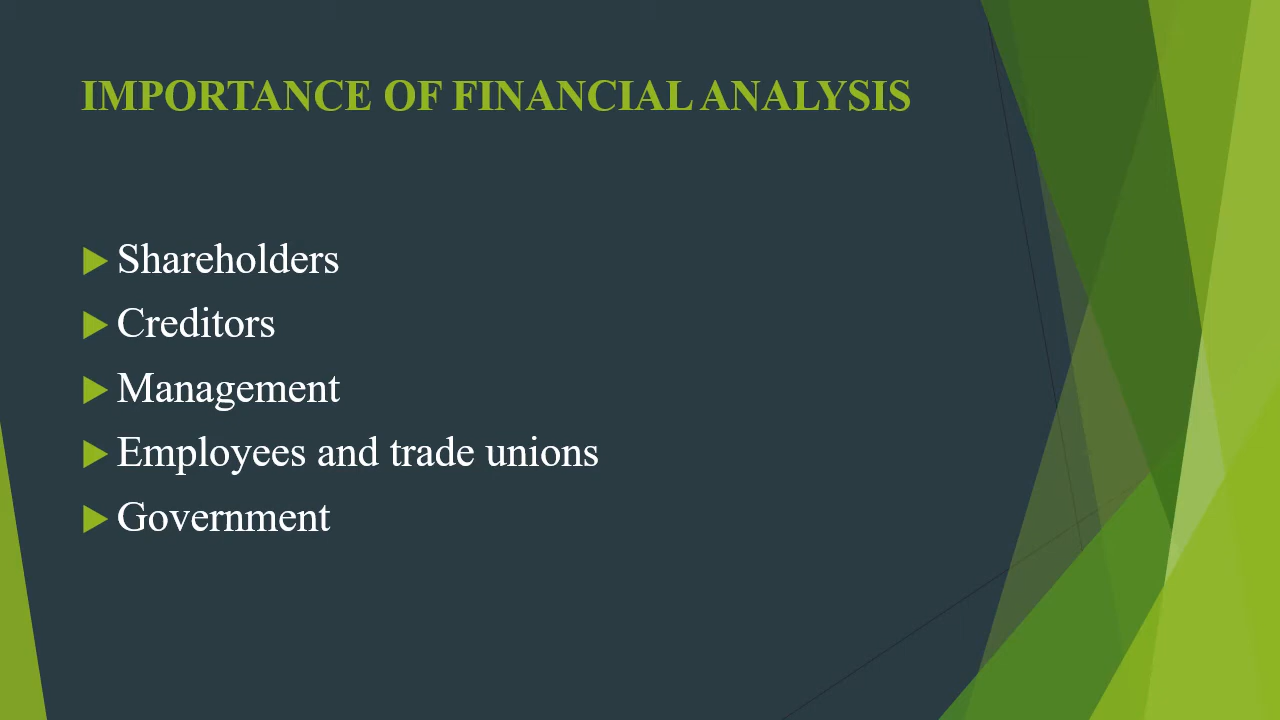 IMPORTANCE OF FINANCIAL ANALYSIS
Shareholders
Creditors
Management
Employees and trade unions
Government